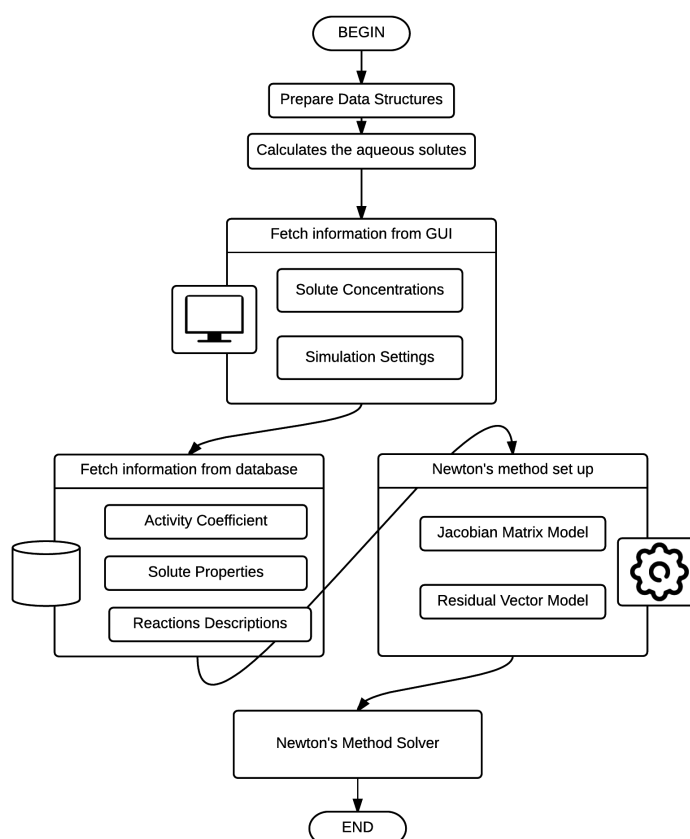 BEGIN
Prepare Data Structures
Calculates the aqueous solutes
Fetch information from GUI
Solute Concentrations
Simulation Settings
Fetch information from database
Activity Coefficient
Solute Properties
Reactions Descriptions
Newton's method set up
Jacobian Matrix Model
Residual Vector Model
Newton's Method Solver
END